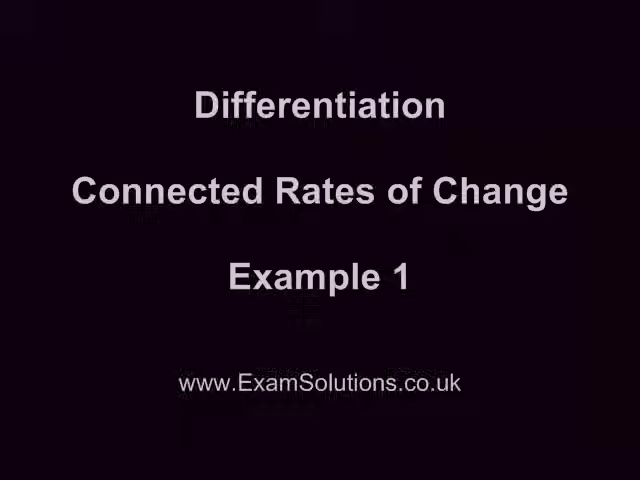 Differentiation
Connected Rates of Change
Example 1
www.ExamSolutions.co.uk